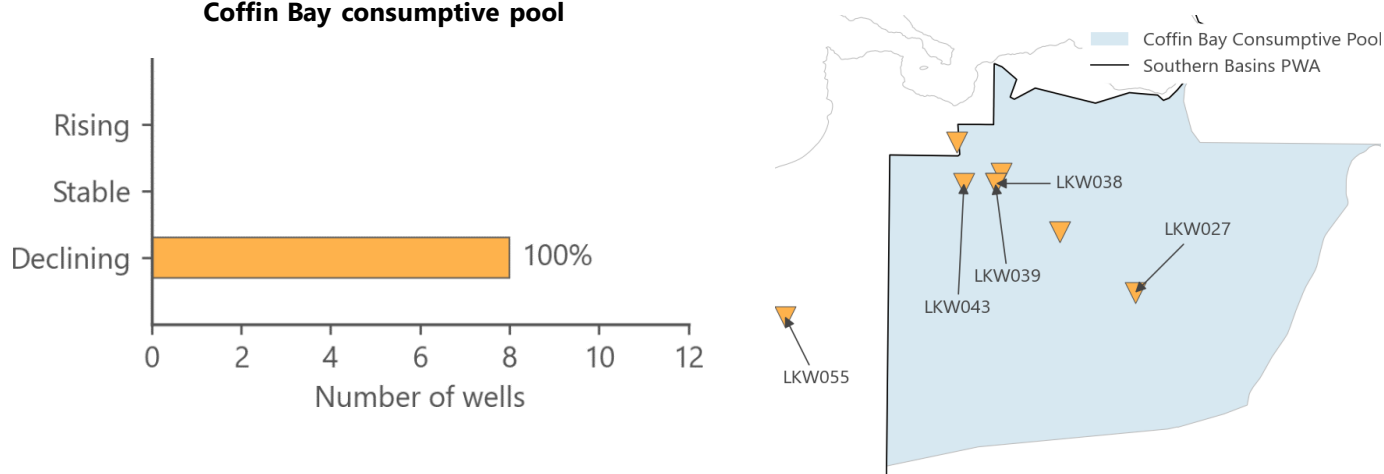 Coffin Bay consumptive pool
Rising
Stable
Declining
100%
0 2 4 6 8 10 12
Number of wells
Coffin Bay Consumptive Pool
Southern Basins PWA
LKW038
LKW027
LKW039
LKW043
LKW055